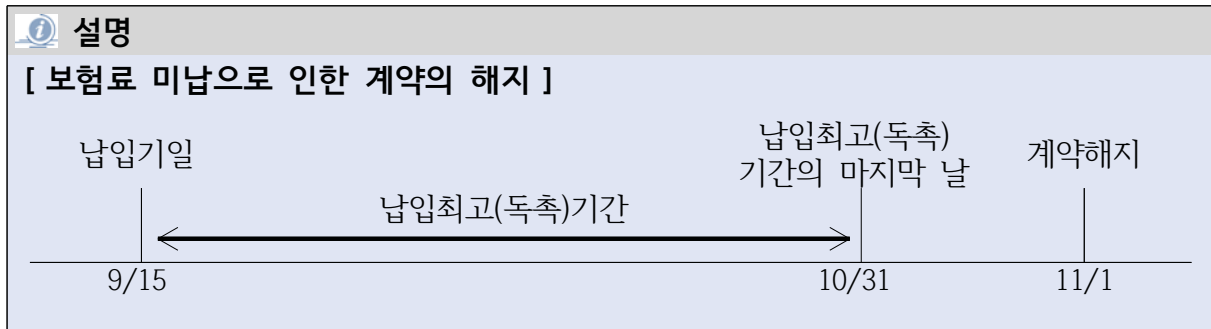 설명
[ 보험료 미납으로 인한 계약의 해지 ]
납입기일
납입최고(독촉)
기간의 마지막 날
계약해지
납입최고(독촉)기간
9/15
10/31
11/1